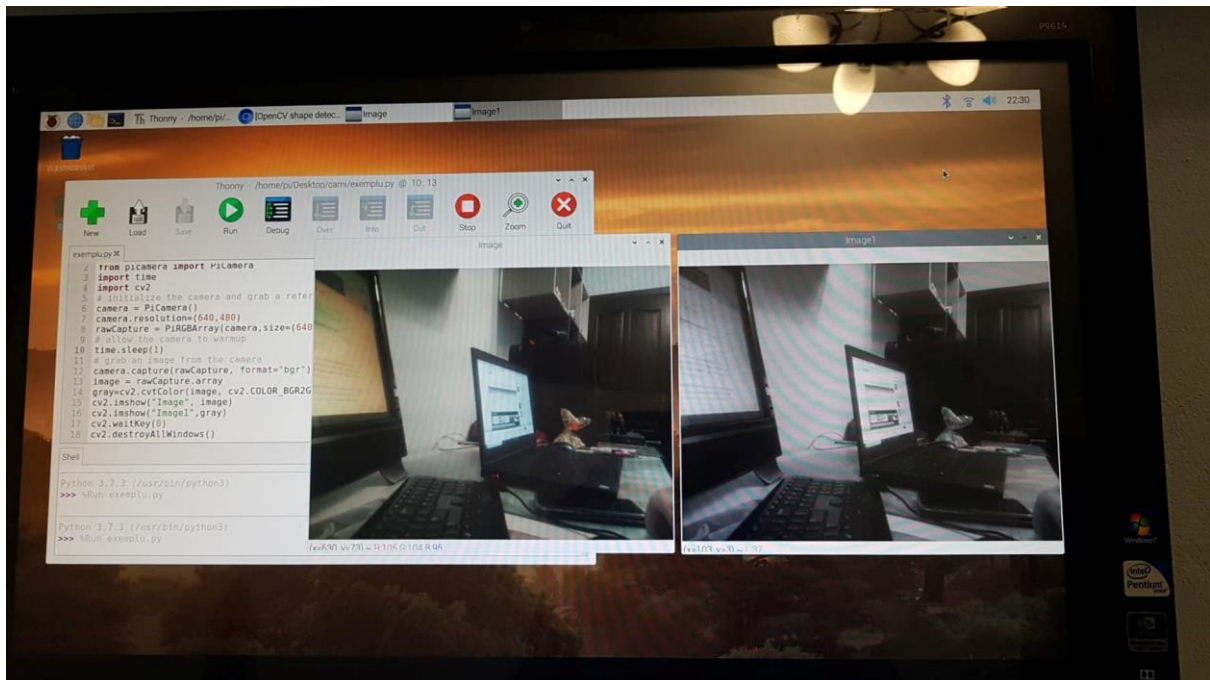 P9614
Thonny - /home/pi/...
[OpenCV shape detec...
Image
Image1
22:30
Wastebasket
Thonny - /home/pi/Desktop/cami/exemplu.py @ 10:13
New
Load
Save
Run
Debug
Over
Into
Out
Stop
Zoom
Quit
exemplu.py
2 from picamera import PiCamera
3 import time
4 import cv2
5 # initialize the camera and grab a refer
6 camera = PiCamera()
7 camera.resolution=(640,480)
8 rawCapture = PiRGBArray(camera,size=(640
9 # allow the camera to warmup
10 time.sleep(1)
11 # grab an image from the camera
12 camera.capture(rawCapture, format="bgr")
13 image = rawCapture.array
14 gray=cv2.cvtColor(image, cv2.COLOR_BGR2G
15 cv2.imshow("Image", image)
16 cv2.imshow("Image1",gray)
17 cv2.waitKey(0)
18 cv2.destroyAllWindows()
Shell
Python 3.7.3 (/usr/bin/python3)
>>> %Run exemplu.py
Python 3.7.3 (/usr/bin/python3)
>>> %Run exemplu.py
Image
Image1
Windows 7
intel
Pentium